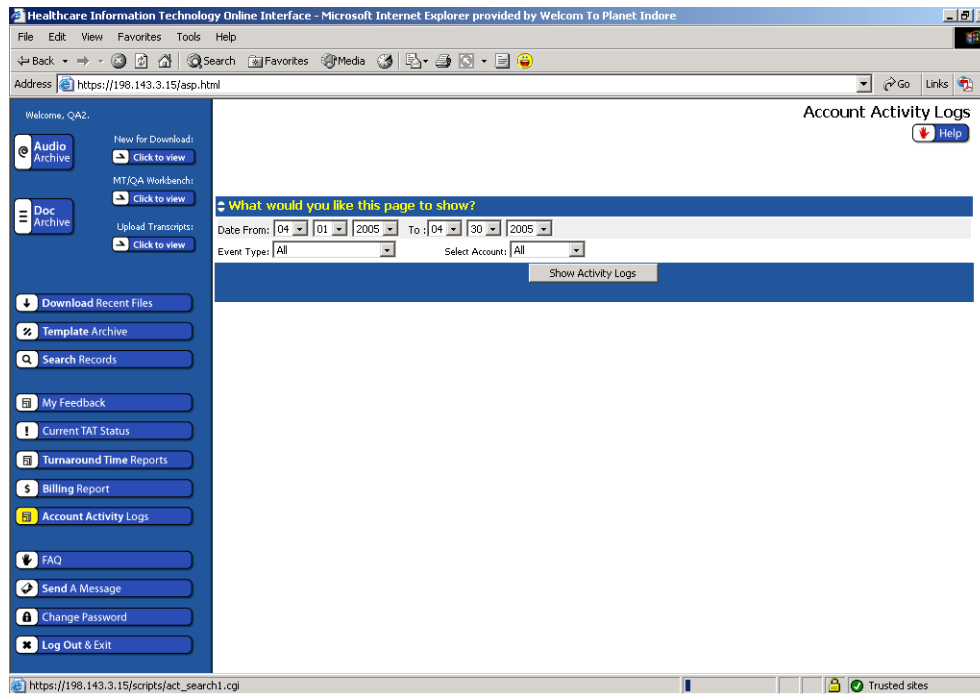 Healthcare Information Technology Online Interface - Microsoft Internet Explorer provided by Welcom To Planet Indore
File Edit View Favorites Tools Help
Back Search Favorites Media
Address https://198.143.3.15/asp.html Go Links
Welcome, QA2.
Audio Archive
New for Download:
Click to view
MT/QA Workbench:
Click to view
Doc Archive
Upload Transcripts:
Click to view
Download Recent Files
Template Archive
Search Records
My Feedback
Current TAT Status
Turnaround Time Reports
Billing Report
Account Activity Logs
FAQ
Send A Message
Change Password
Log Out & Exit
Account Activity Logs
Help
What would you like this page to show?
Date From: 04 01 2005 To : 04 30 2005
Event Type: All Select Account: All
Show Activity Logs
https://198.143.3.15/scripts/act_search1.cgi Trusted sites